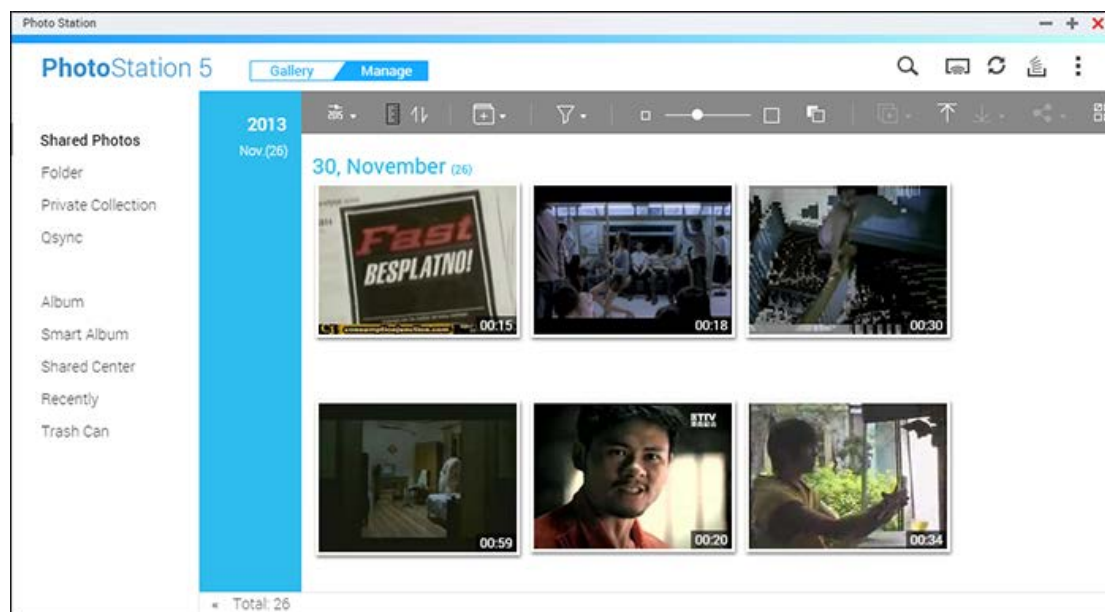 Photo Station
PhotoStation 5
Gallery
Manage
Shared Photos
Folder
Private Collection
Qsync
Album
Smart Album
Shared Center
Recently
Trash Can
2013
Nov.(26)
30, November (26)
Fast
BESPLATNO!
00:15
00:18
00:30
00:59
ETTV
00:20
00:34
« Total: 26